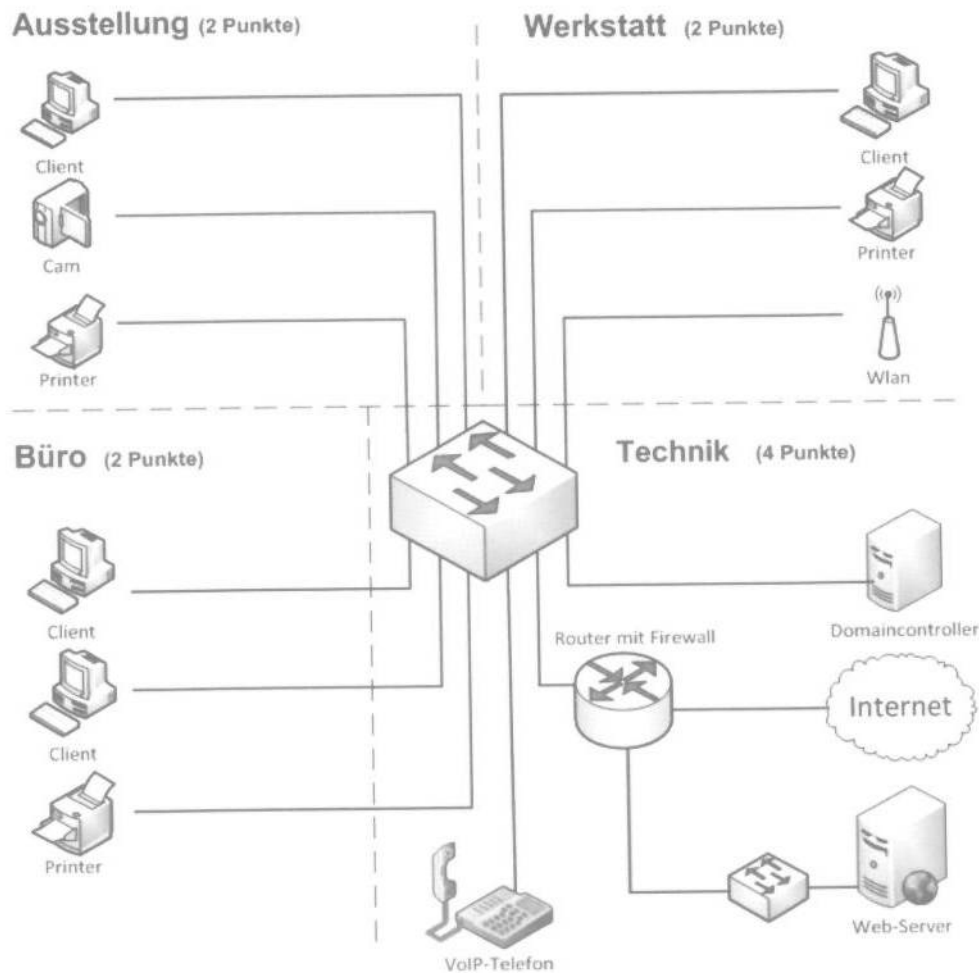 Ausstellung (2 Punkte)
Werkstatt (2 Punkte)
Client
Cam
Printer
Client
Printer
Wlan
Büro (2 Punkte)
Technik (4 Punkte)
Client
Client
Printer
Domaincontroller
Router mit Firewall
Internet
Web-Server
VoIP-Telefon